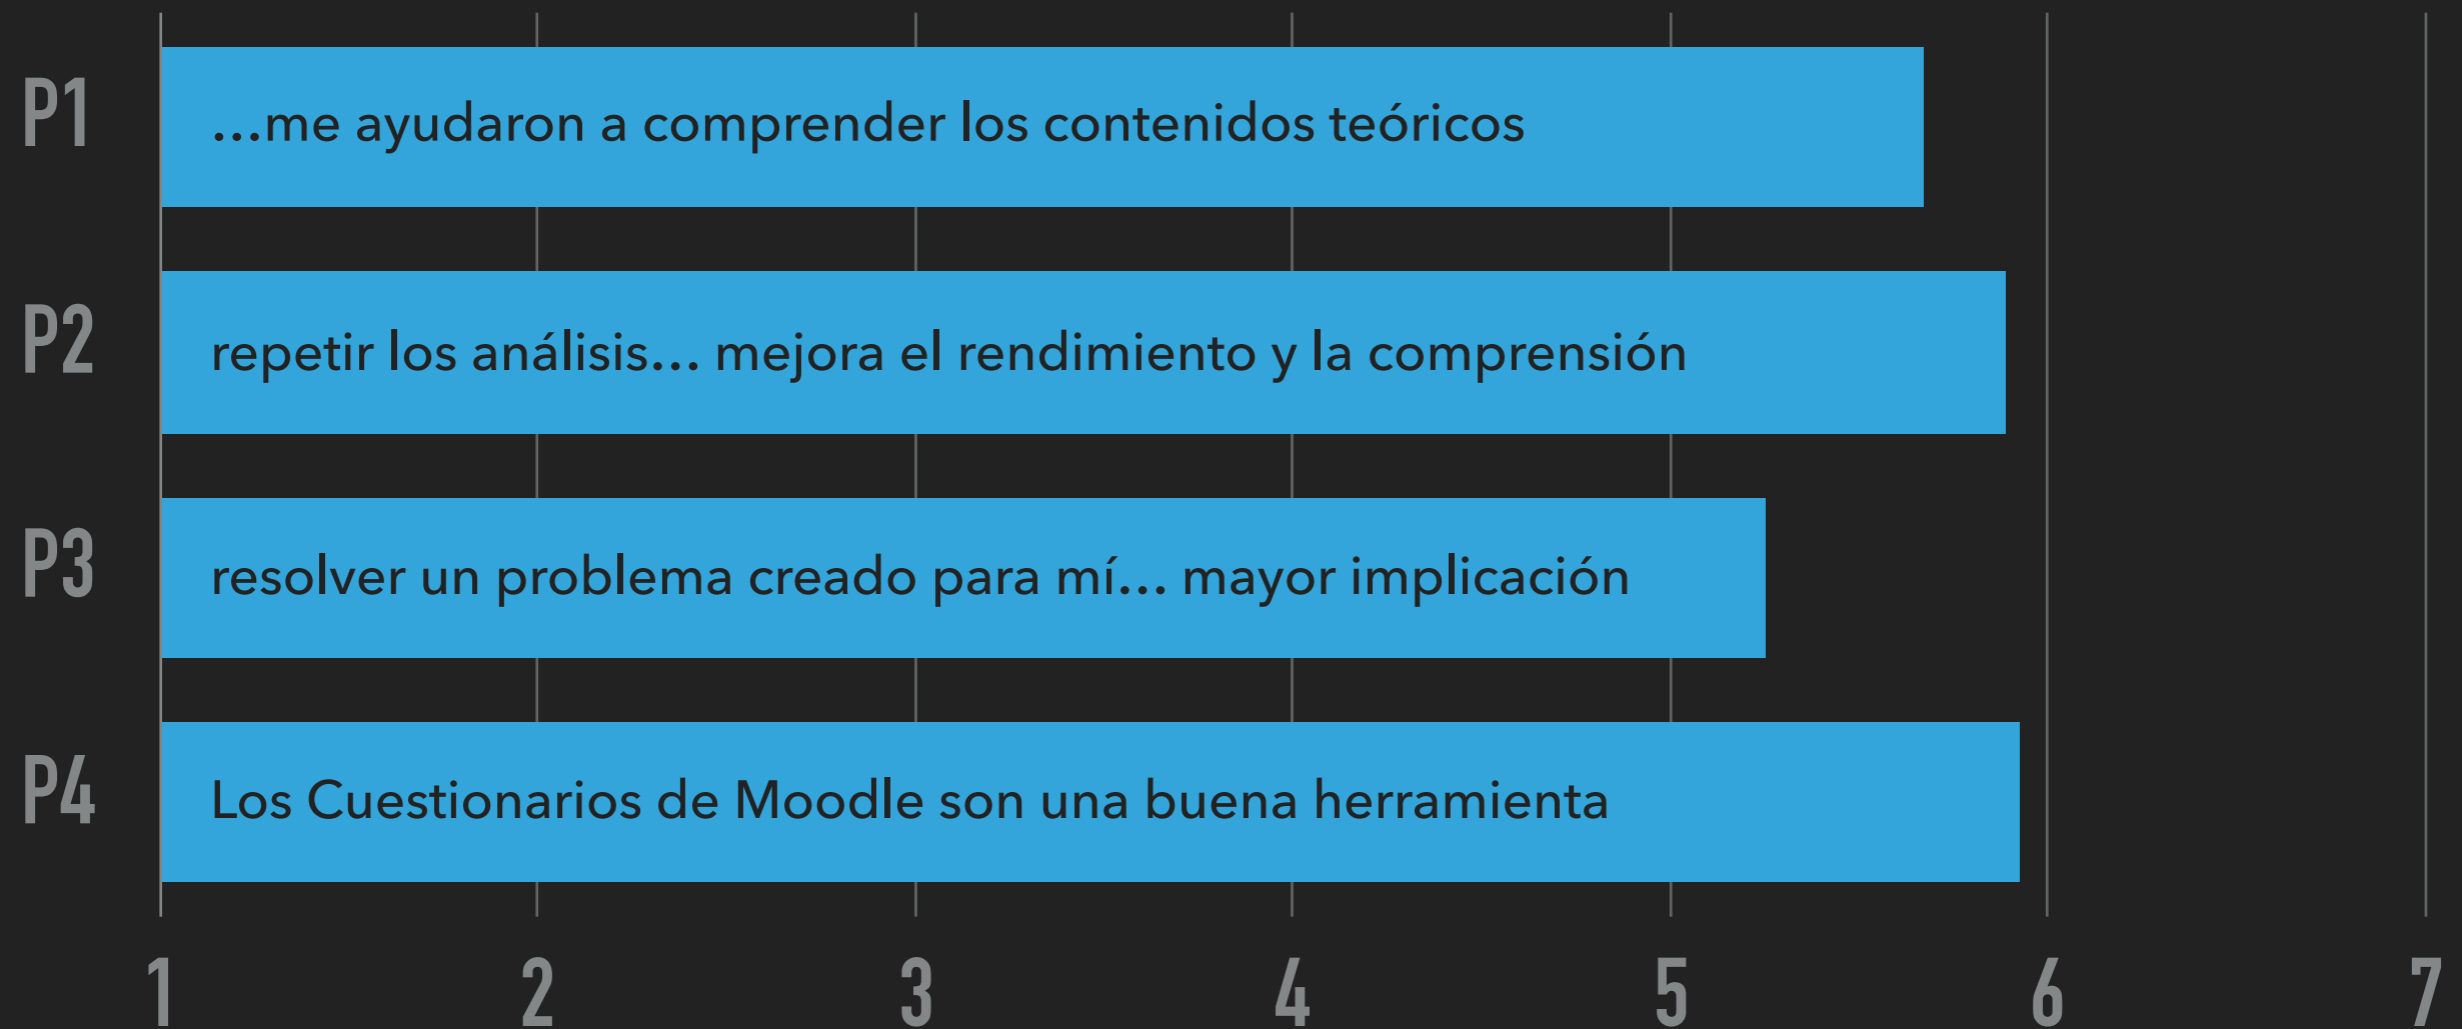 P1
...me ayudaron a comprender los contenidos teóricos
P2
repetir los análisis... mejora el rendimiento y la comprensión
P3
resolver un problema creado para mí... mayor implicación
P4
Los Cuestionarios de Moodle son una buena herramienta
1 2 3 4 5 6 7